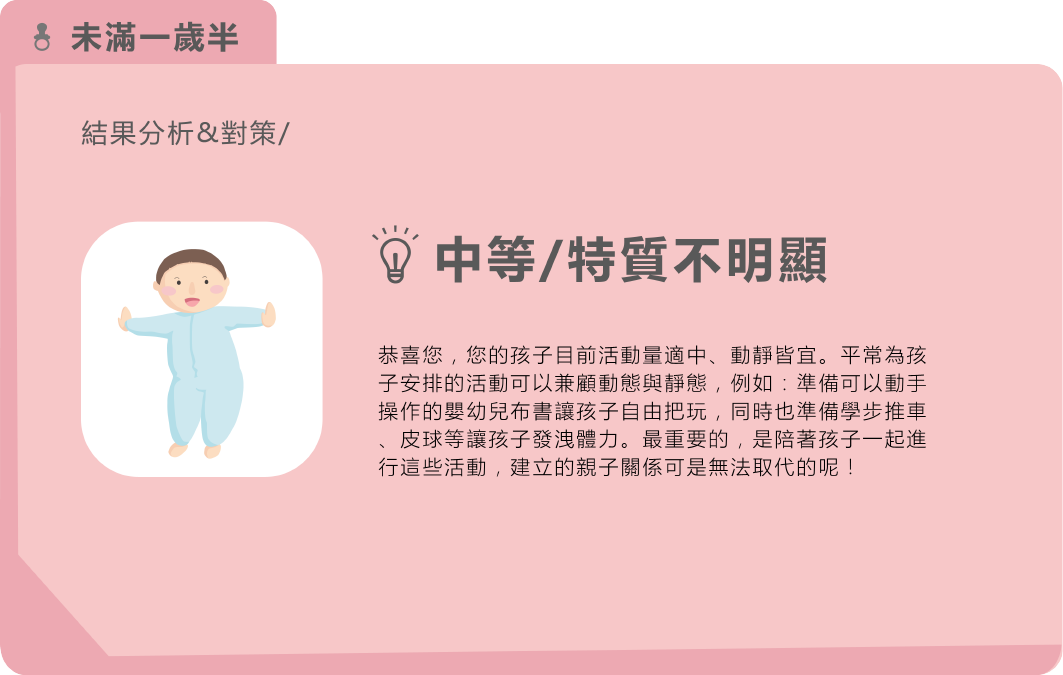 未滿一歲半
結果分析&對策/
中等/特質不明顯
恭喜您，您的孩子目前活動量適中、動靜皆宜。平常為孩
子安排的活動可以兼顧動態與靜態，例如：準備可以動手
操作的嬰幼兒布書讓孩子自由把玩，同時也準備學步推車
、皮球等讓孩子發洩體力。最重要的，是陪著孩子一起進
行這些活動，建立的親子關係可是無法取代的呢！